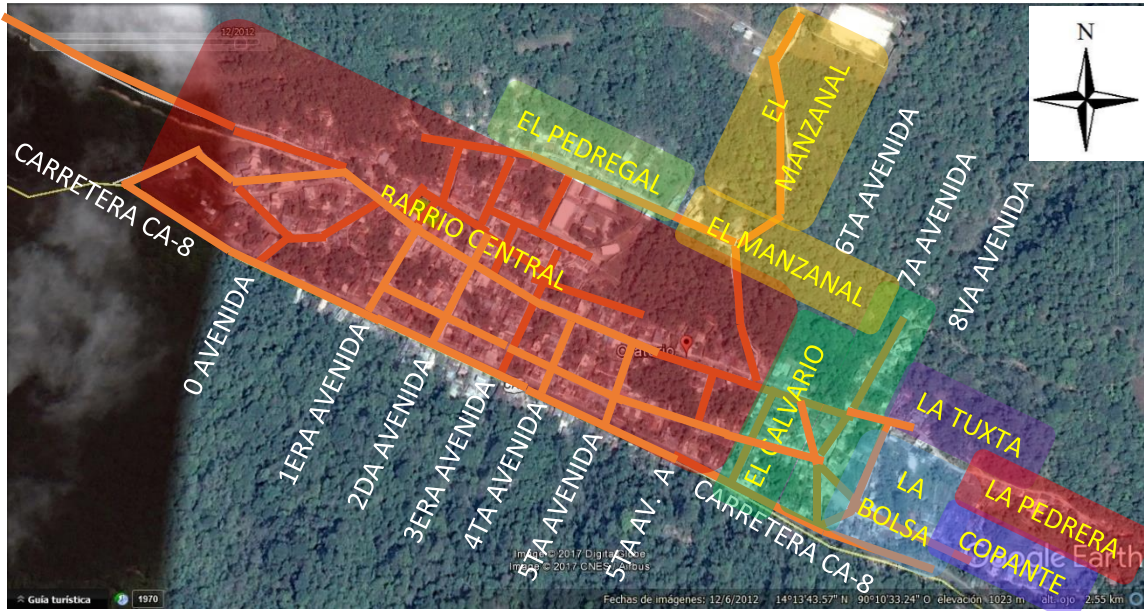 12/2012
N
EL
MANZANAL
EL PEDREGAL
CARRETERA CA-8
BARRIO CENTRAL
EL MANZANAL
6TA AVENIDA
7A AVENIDA
8VA AVENIDA
0 AVENIDA
1ERA AVENIDA
2DA AVENIDA
3ERA AVENIDA
4TA AVENIDA
5TA AVENIDA
5TA AV. A
CARRETERA CA-8
EL CALVARIO
LA TUXTA
LA
BOLSA
LA PEDRERA
COPANTE
Google Earth
Image © 2017 DigitalGlobe
Image © 2017 CNES / Airbus
Guía turística
1970
Fechas de imágenes: 12/6/2012 14°13'43.57" N 90°10'33.24" O elevación 1023 m alt. ojo 2.55 km